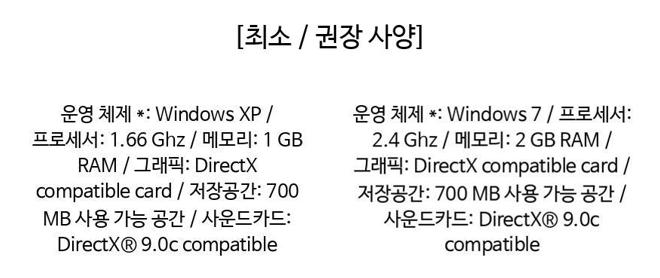 [최소 / 권장 사양]
운영 체제 *: Windows XP /
프로세서: 1.66 Ghz / 메모리: 1 GB
RAM / 그래픽: DirectX
compatible card / 저장공간: 700
MB 사용 가능 공간 / 사운드카드:
DirectX® 9.0c compatible
운영 체제 *: Windows 7 / 프로세서:
2.4 Ghz / 메모리: 2 GB RAM /
그래픽: DirectX compatible card /
저장공간: 700 MB 사용 가능 공간 /
사운드카드: DirectX® 9.0c
compatible